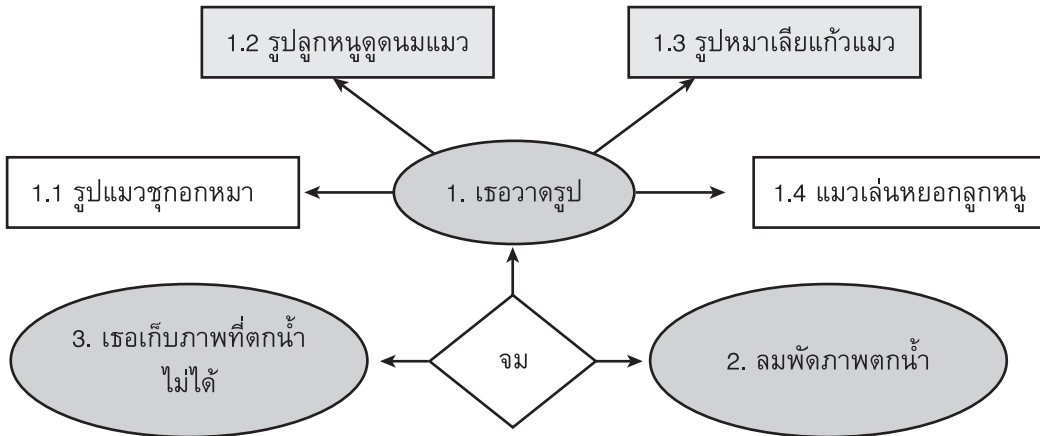 1.2 รูปลูกหนูดูดนมแมว
1.3 รูปหมาเลียแก้วแมว
1.1 รูปแมวซุกอกหมา
1. เธอวาดรูป
1.4 แมวเล่นหยอกลูกหนู
3. เธอเก็บภาพที่ตกน้ำ
ไม่ได้
จม
2. ลมพัดภาพตกน้ำ